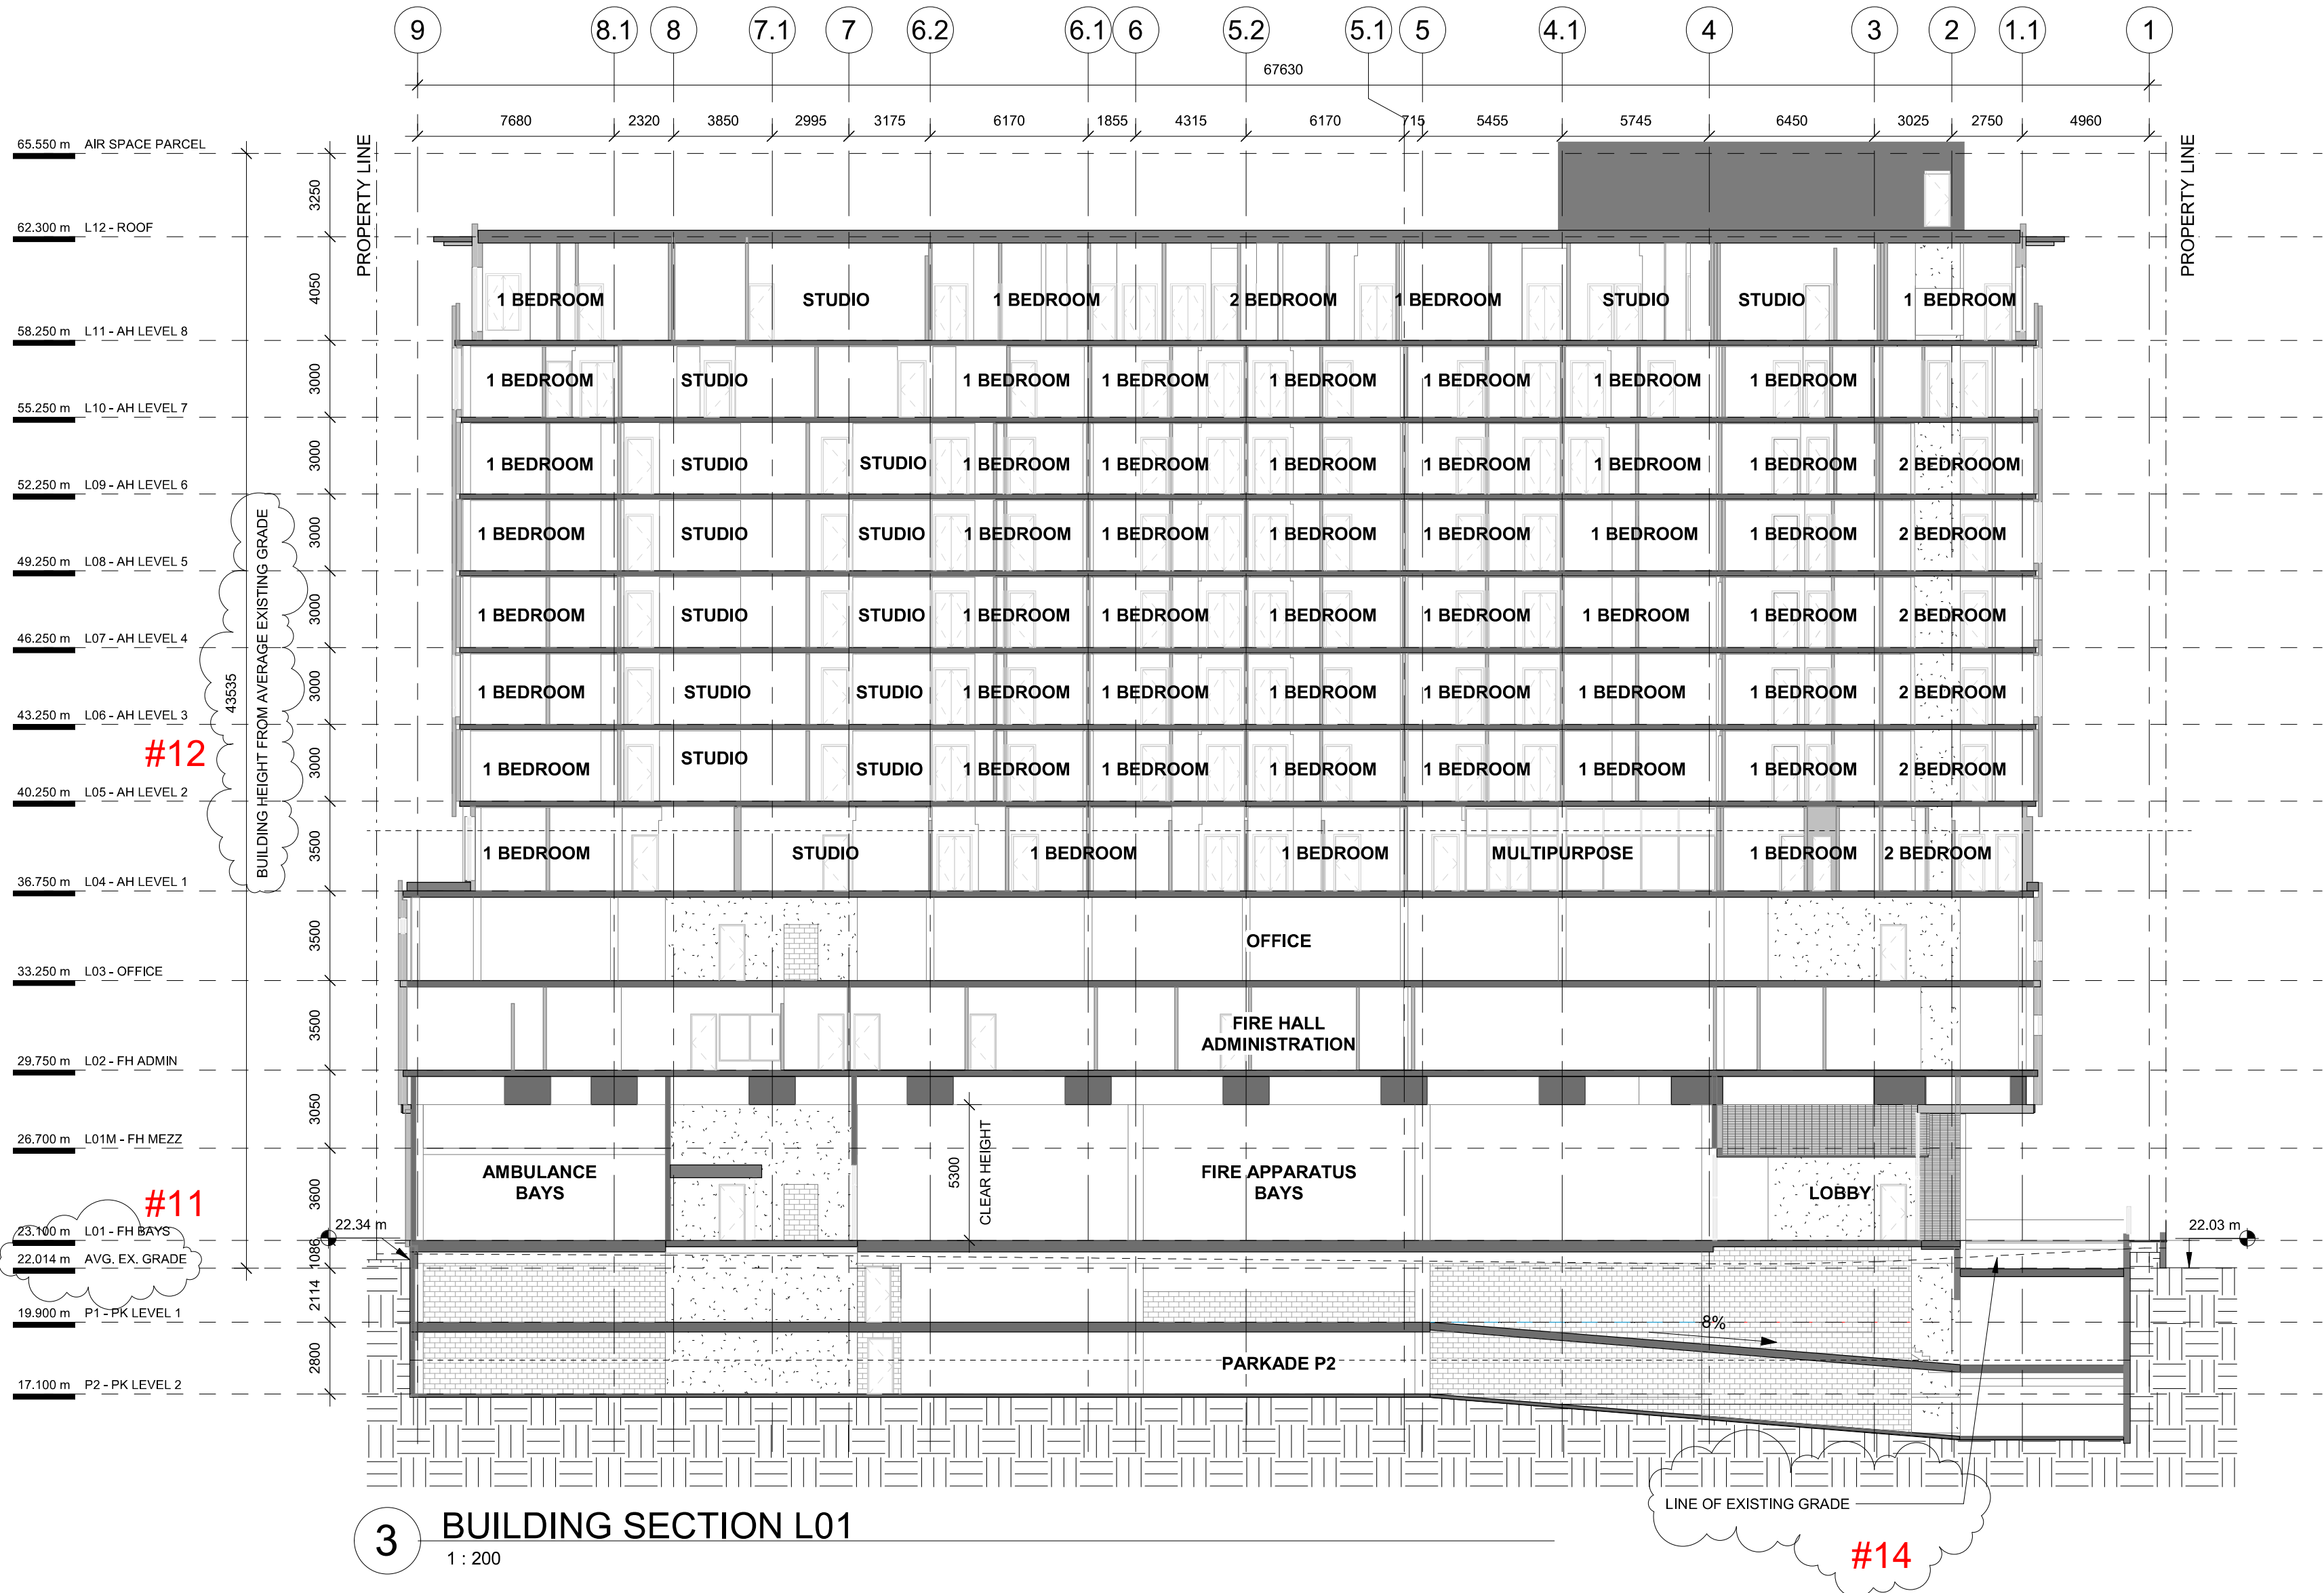 9 8.1 8 7.1 7 6.2 6.1 6 5.2 5.1 5 4.1 4 3 2 1.1 1
67630
7680 2320 3850 2995 3175 6170 1855 4315 6170 715 5455 5745 6450 3025 2750 4960
PROPERTY LINE
PROPERTY LINE
65.550 m AIR SPACE PARCEL
3250
62.300 m L12 - ROOF
4050
1 BEDROOM STUDIO 1 BEDROOM 2 BEDROOM 1 BEDROOM STUDIO STUDIO 1 BEDROOM
58.250 m L11 - AH LEVEL 8
3000
1 BEDROOM STUDIO 1 BEDROOM 1 BEDROOM 1 BEDROOM 1 BEDROOM 1 BEDROOM 1 BEDROOM
55.250 m L10 - AH LEVEL 7
3000
1 BEDROOM STUDIO STUDIO 1 BEDROOM 1 BEDROOM 1 BEDROOM 1 BEDROOM 1 BEDROOM 1 BEDROOM 2 BEDROOOM
52.250 m L09 - AH LEVEL 6
3000
1 BEDROOM STUDIO STUDIO 1 BEDROOM 1 BEDROOM 1 BEDROOM 1 BEDROOM 1 BEDROOM 1 BEDROOM 2 BEDROOM
49.250 m L08 - AH LEVEL 5
3000
1 BEDROOM STUDIO STUDIO 1 BEDROOM 1 BEDROOM 1 BEDROOM 1 BEDROOM 1 BEDROOM 1 BEDROOM 2 BEDROOM
46.250 m L07 - AH LEVEL 4
3000
1 BEDROOM STUDIO STUDIO 1 BEDROOM 1 BEDROOM 1 BEDROOM 1 BEDROOM 1 BEDROOM 1 BEDROOM 2 BEDROOM
43535
BUILDING HEIGHT FROM AVERAGE EXISTING GRADE
43.250 m L06 - AH LEVEL 3
#12
3000
1 BEDROOM STUDIO STUDIO 1 BEDROOM 1 BEDROOM 1 BEDROOM 1 BEDROOM 1 BEDROOM 1 BEDROOM 2 BEDROOM
40.250 m L05 - AH LEVEL 2
3500
1 BEDROOM STUDIO 1 BEDROOM 1 BEDROOM MULTIPURPOSE 1 BEDROOM 2 BEDROOM
36.750 m L04 - AH LEVEL 1
3500
OFFICE
33.250 m L03 - OFFICE
3500
FIRE HALL
ADMINISTRATION
29.750 m L02 - FH ADMIN
3050
26.700 m L01M - FH MEZZ
3600
AMBULANCE
BAYS
5300
CLEAR HEIGHT
FIRE APPARATUS
BAYS
LOBBY
#11
23.100 m L01 - FH BAYS
22.34 m
22.03 m
1086
22.014 m AVG. EX. GRADE
2114
19.900 m P1 - PK LEVEL 1
8%
2800
PARKADE P2
17.100 m P2 - PK LEVEL 2
LINE OF EXISTING GRADE
#14
3 BUILDING SECTION L01
1 : 200